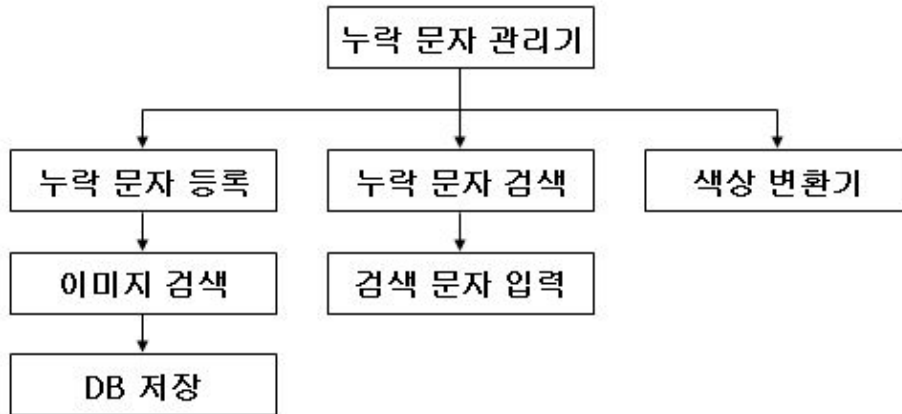 누락 문자 관리기
누락 문자 등록
누락 문자 검색
색상 변환기
이미지 검색
검색 문자 입력
DB 저장